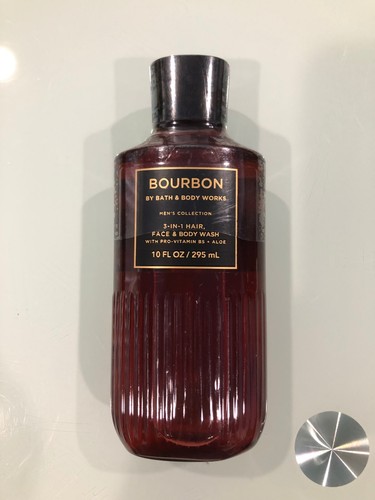 BOURBON
BY BATH & BODY WORKS.
MEN'S COLLECTION
3-IN-1 HAIR,
FACE & BODY WASH
WITH PRO-VITAMIN B5 + ALOE
10 FL OZ / 295 mL